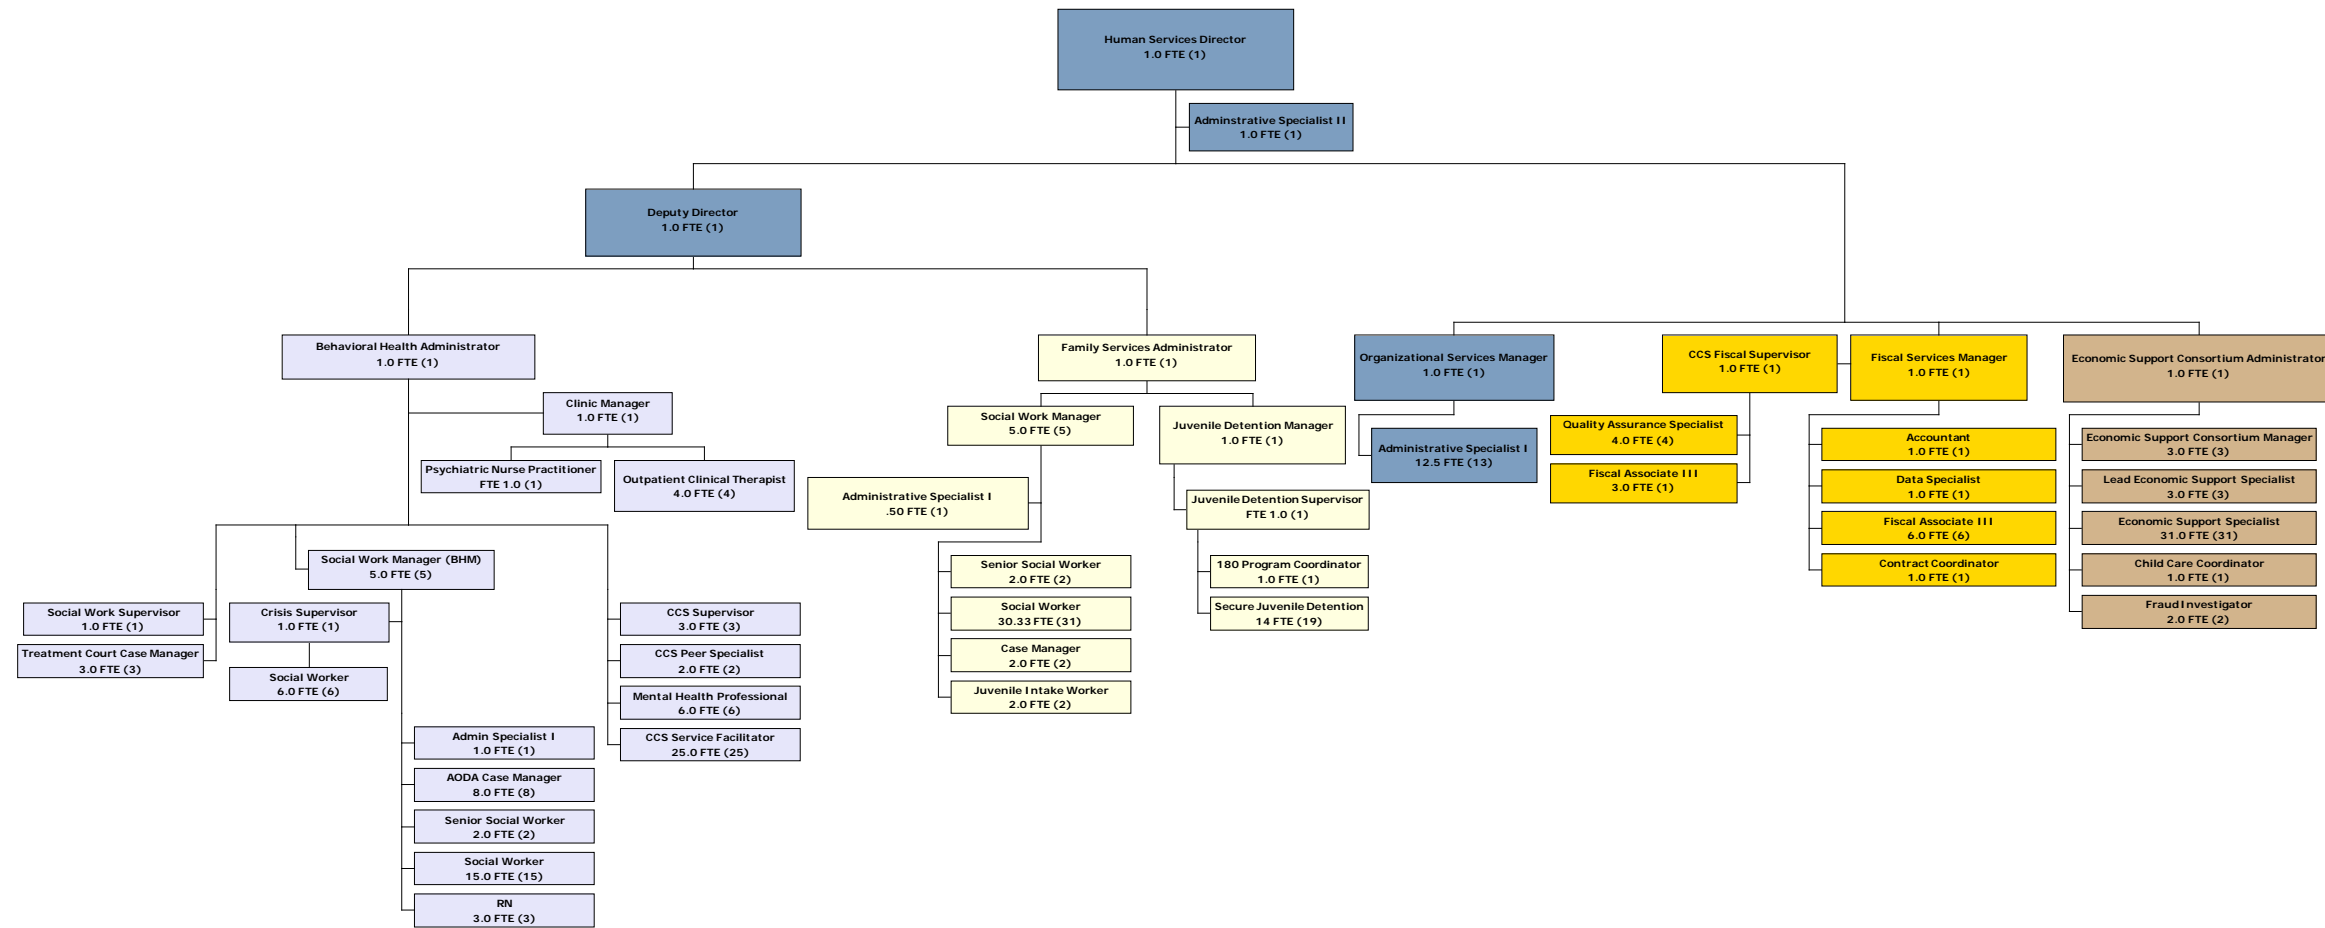 Human Services Director
1.0 FTE (1)
Adminstrative Specialist II
1.0 FTE (1)
Deputy Director
1.0 FTE (1)
Behavioral Health Administrator
1.0 FTE (1)
Clinic Manager
1.0 FTE (1)
Psychiatric Nurse Practitioner
FTE 1.0 (1)
Outpatient Clinical Therapist
4.0 FTE (4)
Social Work Manager (BHM)
5.0 FTE (5)
Social Work Supervisor
1.0 FTE (1)
Treatment Court Case Manager
3.0 FTE (3)
Crisis Supervisor
1.0 FTE (1)
Social Worker
6.0 FTE (6)
Admin Specialist I
1.0 FTE (1)
AODA Case Manager
8.0 FTE (8)
Senior Social Worker
2.0 FTE (2)
Social Worker
15.0 FTE (15)
RN
3.0 FTE (3)
CCS Supervisor
3.0 FTE (3)
CCS Peer Specialist
2.0 FTE (2)
Mental Health Professional
6.0 FTE (6)
CCS Service Facilitator
25.0 FTE (25)
Family Services Administrator
1.0 FTE (1)
Social Work Manager
5.0 FTE (5)
Administrative Specialist I
.50 FTE (1)
Senior Social Worker
2.0 FTE (2)
Social Worker
30.33 FTE (31)
Case Manager
2.0 FTE (2)
Juvenile Intake Worker
2.0 FTE (2)
Juvenile Detention Manager
1.0 FTE (1)
Juvenile Detention Supervisor
FTE 1.0 (1)
180 Program Coordinator
1.0 FTE (1)
Secure Juvenile Detention
14 FTE (19)
Organizational Services Manager
1.0 FTE (1)
Administrative Specialist I
12.5 FTE (13)
CCS Fiscal Supervisor
1.0 FTE (1)
Quality Assurance Specialist
4.0 FTE (4)
Fiscal Associate III
3.0 FTE (1)
Fiscal Services Manager
1.0 FTE (1)
Accountant
1.0 FTE (1)
Data Specialist
1.0 FTE (1)
Fiscal Associate III
6.0 FTE (6)
Contract Coordinator
1.0 FTE (1)
Economic Support Consortium Administrator
1.0 FTE (1)
Economic Support Consortium Manager
3.0 FTE (3)
Lead Economic Support Specialist
3.0 FTE (3)
Economic Support Specialist
31.0 FTE (31)
Child Care Coordinator
1.0 FTE (1)
Fraud Investigator
2.0 FTE (2)